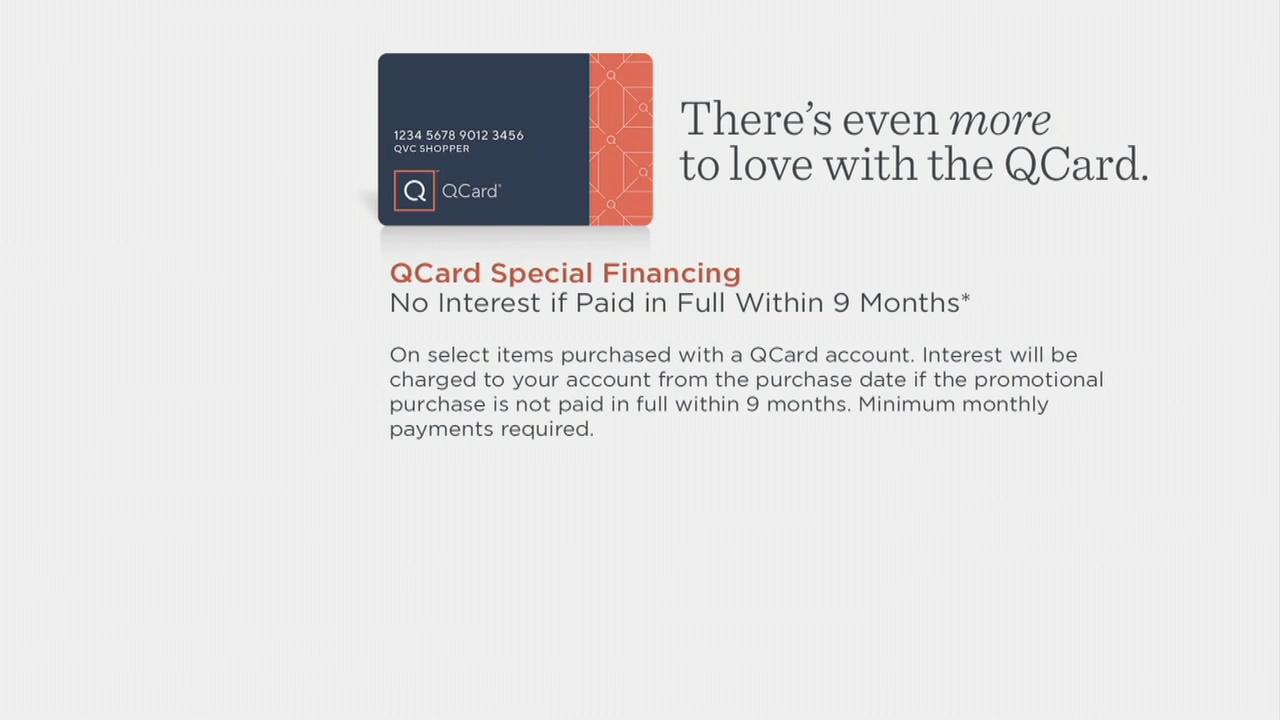 1234 5678 9012 3456
QVC SHOPPER
Q QCard®
There's even more
to love with the QCard.
QCard Special Financing
No Interest if Paid in Full Within 9 Months*
On select items purchased with a QCard account. Interest will be
charged to your account from the purchase date if the promotional
purchase is not paid in full within 9 months. Minimum monthly
payments required.